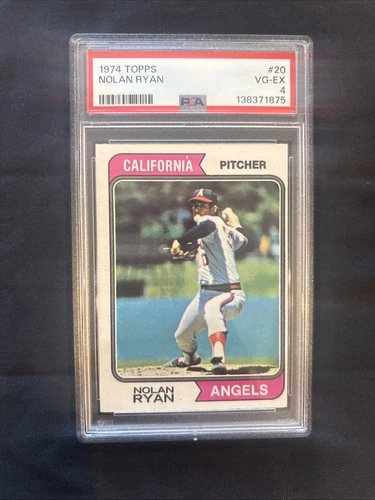 1974 TOPPS #20
NOLAN RYAN VG-EX
4
PSA 138371875
CALIFORNIA PITCHER
A
NOLAN
RYAN ANGELS